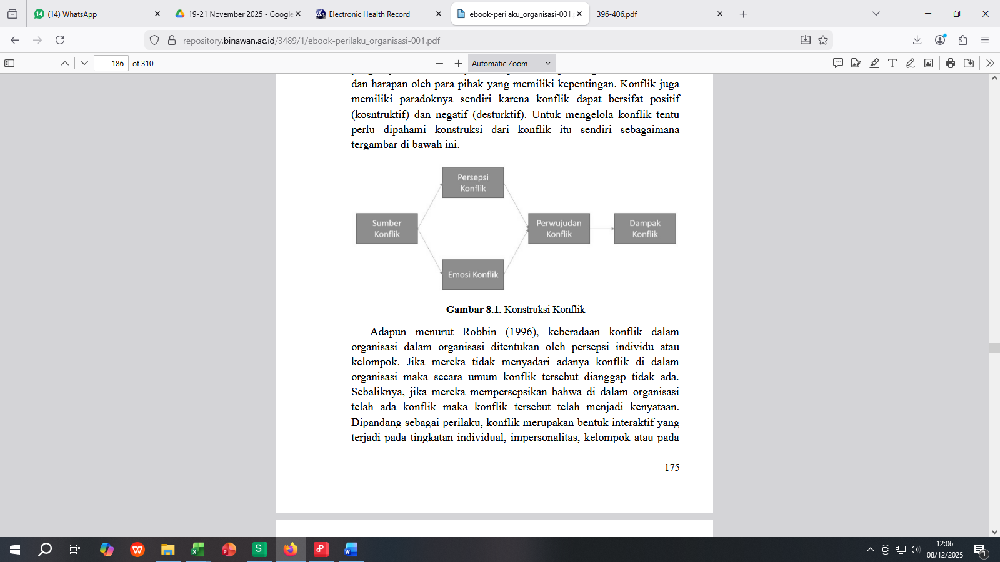 (14) WhatsApp
19-21 November 2025 - Google
Electronic Health Record
ebook-perilaku_organisasi-001.
396-406.pdf
repository.binawan.ac.id/3489/1/ebook-perilaku_organisasi-001.pdf
186 of 310
Automatic Zoom
dan harapan oleh para pihak yang memiliki kepentingan. Konflik juga
memiliki paradoknya sendiri karena konflik dapat bersifat positif
(kosntruktif) dan negatif (desturktif). Untuk mengelola konflik tentu
perlu dipahami konstruksi dari konflik itu sendiri sebagaimana
tergambar di bawah ini.
Persepsi
Konflik
Sumber
Konflik
Perwujudan
Konflik
Dampak
Konflik
Emosi Konflik
Gambar 8.1. Konstruksi Konflik
Adapun menurut Robbin (1996), keberadaan konflik dalam
organisasi dalam organisasi ditentukan oleh persepsi individu atau
kelompok. Jika mereka tidak menyadari adanya konflik di dalam
organisasi maka secara umum konflik tersebut dianggap tidak ada.
Sebaliknya, jika mereka mempersepsikan bahwa di dalam organisasi
telah ada konflik maka konflik tersebut telah menjadi kenyataan.
Dipandang sebagai perilaku, konflik merupakan bentuk interaktif yang
terjadi pada tingkatan individual, impersonalitas, kelompok atau pada
175
12:06
08/12/2025
1